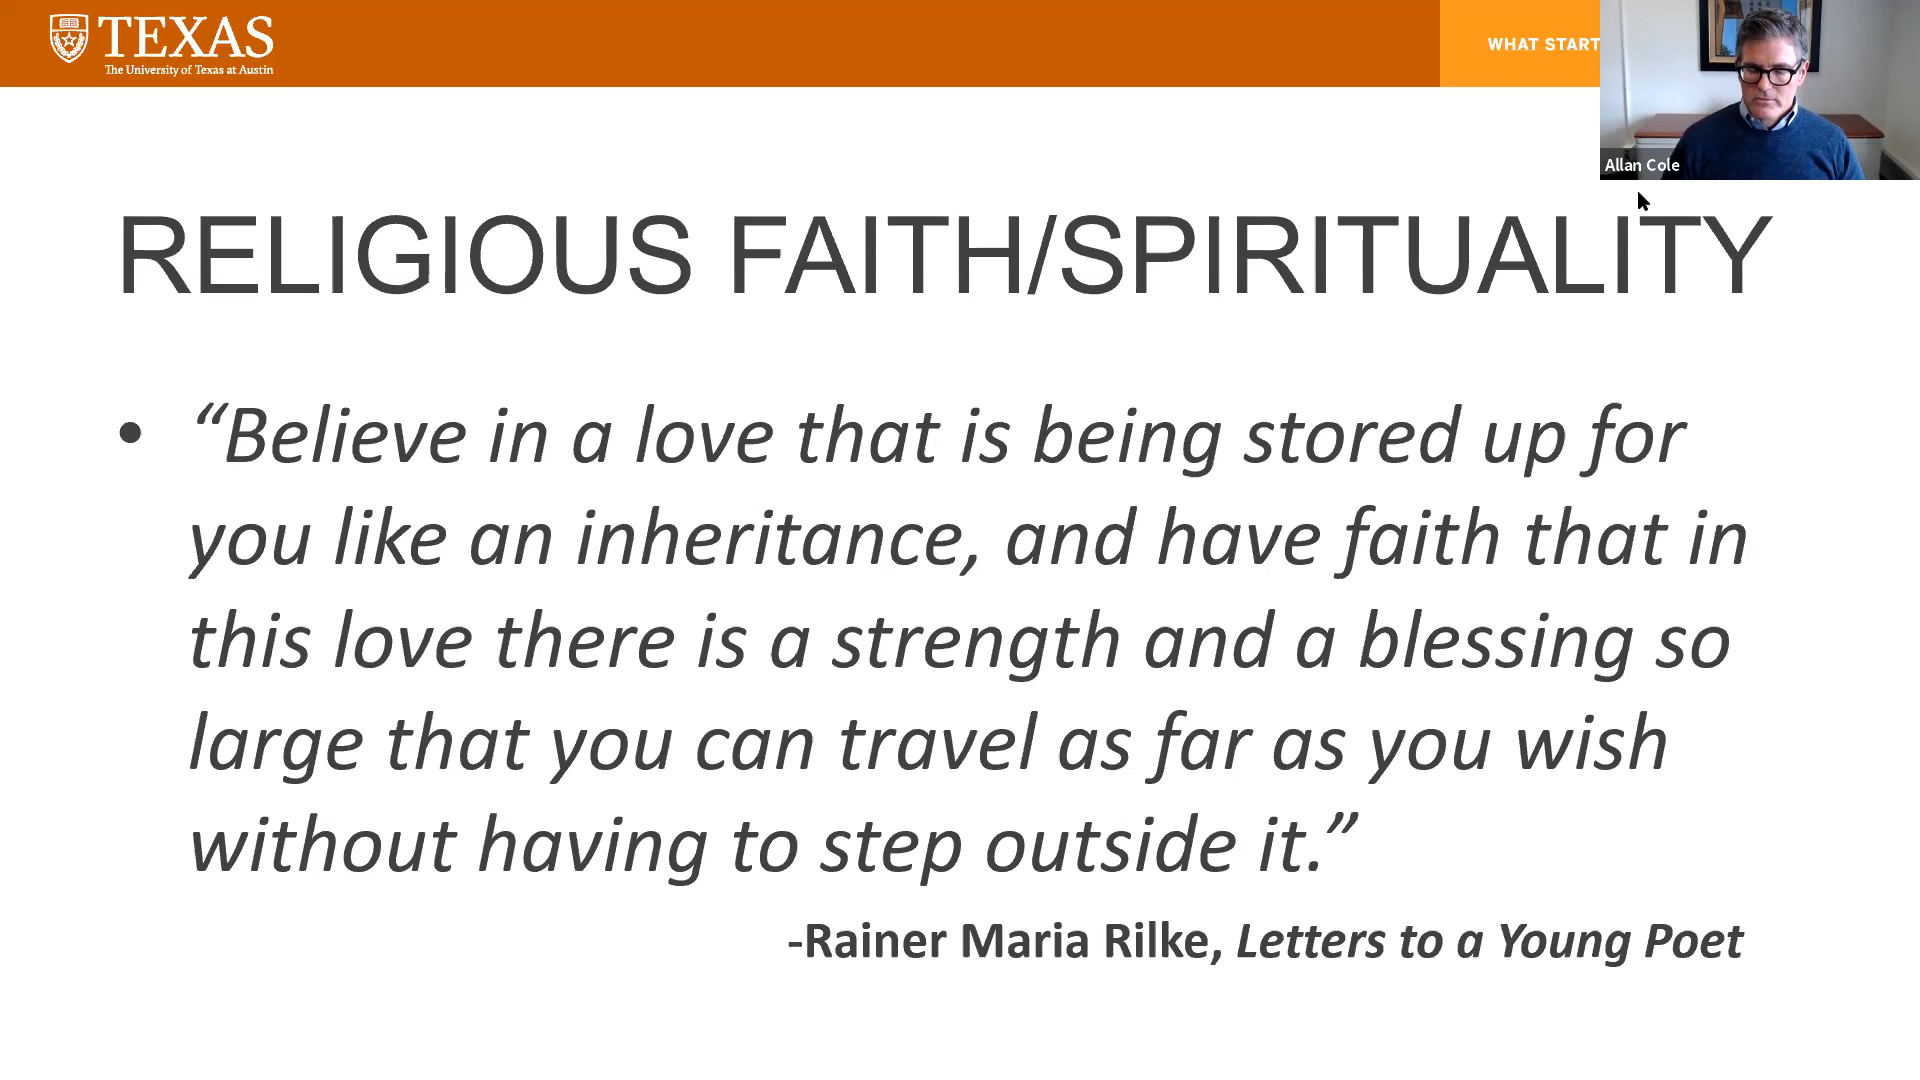 TEXAS
The University of Texas at Austin
WHAT START
Allan Cole
RELIGIOUS FAITH/SPIRITUALITY
• “Believe in a love that is being stored up for
you like an inheritance, and have faith that in
this love there is a strength and a blessing so
large that you can travel as far as you wish
without having to step outside it.”
-Rainer Maria Rilke, Letters to a Young Poet